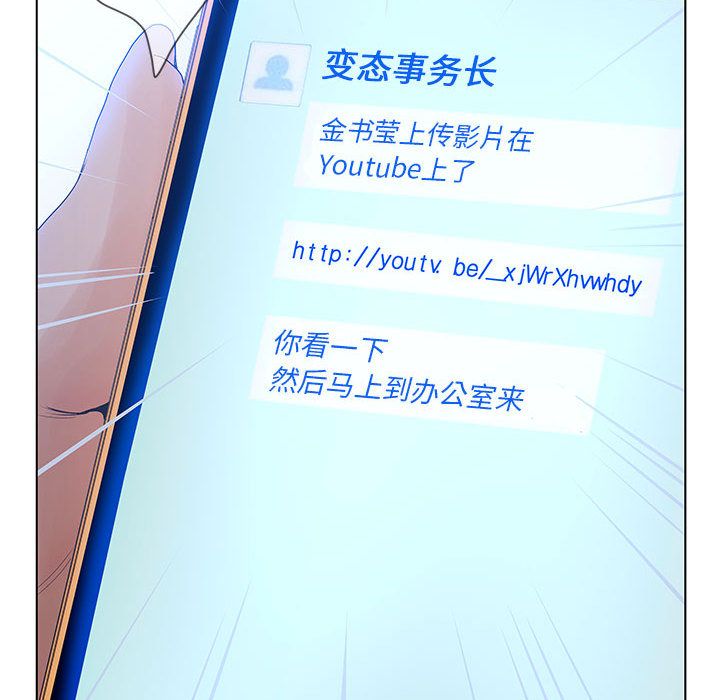 变态事务长
金书莹上传影片在
Youtube上了
http://youtv.be/__xjWrXhvwhdy
你看一下
然后马上到办公室来